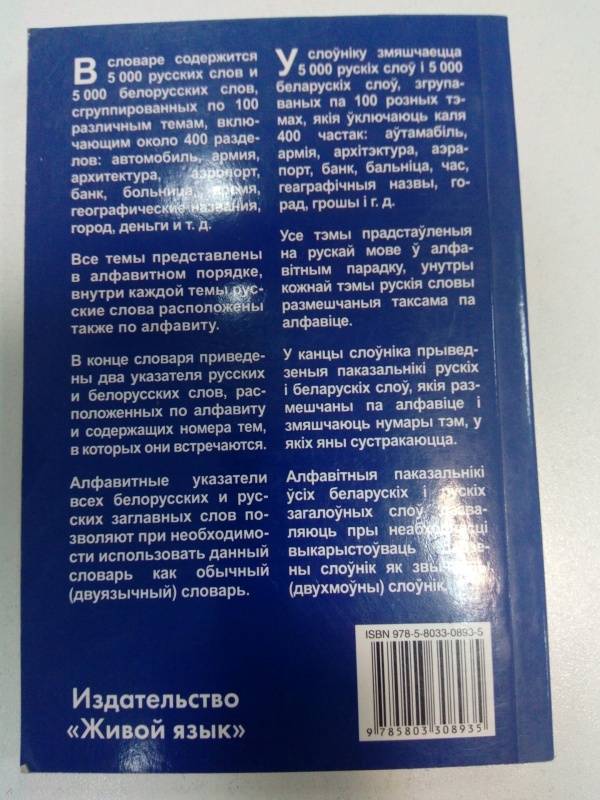 В словаре содержится
5 000 русских слов и
5 000 белорусских слов,
сгруппированных по 100
различным темам, вклю-
чающим около 400 разде-
лов: автомобиль, армия,
архитектура, аэропорт,
банк, больница, время,
географические названия,
город, деньги и т. д.
Все темы представлены
в алфавитном порядке,
внутри каждой темы рус-
ские слова расположены
также по алфавиту.
В конце словаря приведе-
ны два указателя русских
и белорусских слов, рас-
положенных по алфавиту
и содержащих номера тем,
в которых они встречаются.
Алфавитные указатели
всех белорусских и рус-
ских заглавных слов по-
зволяют при необходимо-
сти использовать данный
словарь как обычный
(двуязычный) словарь.
У слоўніку змяшчаецца
5 000 рускіх слоў і 5 000
беларускіх слоў, згрупа-
ваных па 100 розных тэ-
мах, якія ўключаюць каля
400 частак: аўтамабіль,
армія, архітэктура, аэра-
порт, банк, бальніца, час,
геаграфічныя назвы, го-
рад, грошы і г. д.
Усе тэмы прадстаўленыя
на рускай мове ў алфа-
вітным парадку, унутры
кожнай тэмы рускія словы
размешчаныя таксама па
алфавіце.
У канцы слоўніка прывед-
зеныя паказальнікі рускіх
і беларускіх слоў, якія раз-
мешчаны па алфавіце і
змяшчаюць нумары тэм, у
якіх яны сустракаюцца.
Алфавітныя паказальнікі
ўсіх беларускіх і рускіх
загалоўных слоў
валяюць пры неабходнасці
выкарыстоўваць
ны слоўнік як
(двухмоўны) слоўнік.
ISBN 978-5-8033-0893-5
9 785803 308935
Издательство
«Живой язык»